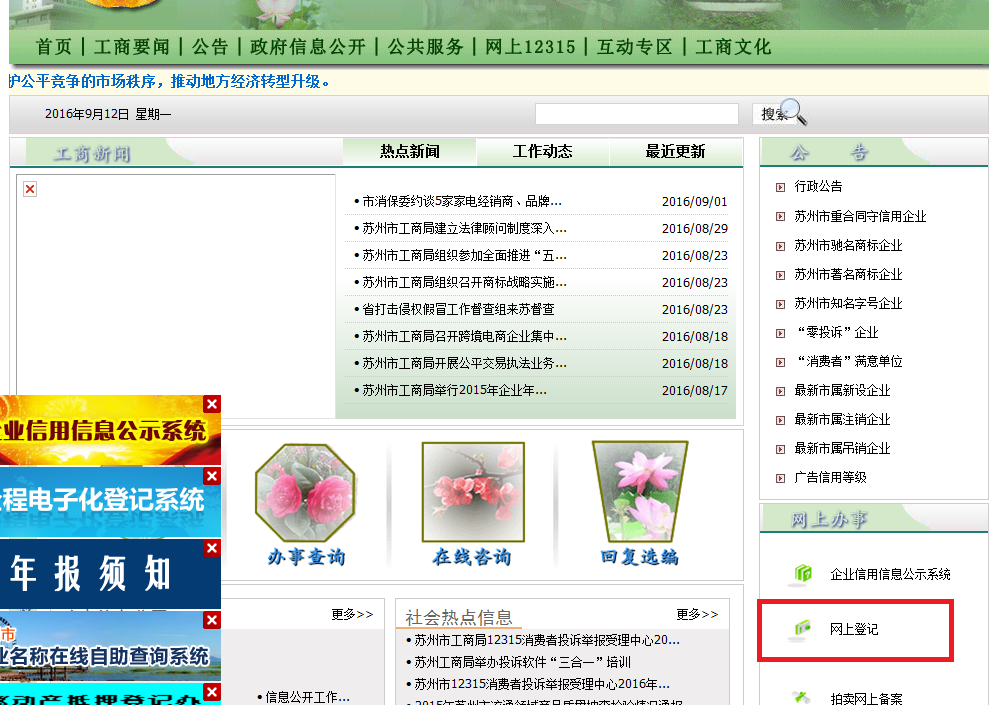 首页 | 工商要闻 | 公告 | 政府信息公开 | 公共服务 | 网上12315 | 互动专区 | 工商文化
护公平竞争的市场秩序，推动地方经济转型升级。
2016年9月12日 星期一
搜索
工商新闻
热点新闻 工作动态 最近更新
•市消保委约谈5家家电经销商、品牌... 2016/09/01
•苏州市工商局建立法律顾问制度深入... 2016/08/29
•苏州市工商局组织参加全面推进“五... 2016/08/23
•苏州市工商局组织召开商标战略实施... 2016/08/23
•省打击侵权假冒工作督查组来苏督查 2016/08/23
•苏州市工商局召开跨境电商企业集中... 2016/08/18
•苏州市工商局开展公平交易执法业务... 2016/08/18
•苏州市工商局举行2015年企业年... 2016/08/17
公 告
行政公告
苏州市重合同守信用企业
苏州市驰名商标企业
苏州市著名商标企业
苏州市知名字号企业
“零投诉”企业
“消费者”满意单位
最新市属新设企业
最新市属注销企业
最新市属吊销企业
广告信用等级
业信用信息公示系统
程电子化登记系统
年报须知
市
业名称在线自助查询系统
动产抵押登记办
办事查询
在线咨询
回复选编
更多>>
•信息公开工作...
社会热点信息 更多>>
•苏州市工商局12315消费者投诉举报受理中心20...
•苏州工商局举办投诉软件“三合一”培训
•苏州市12315消费者投诉举报受理中心2016年...
网上办事
企业信用信息公示系统
网上登记
拍卖网上备案